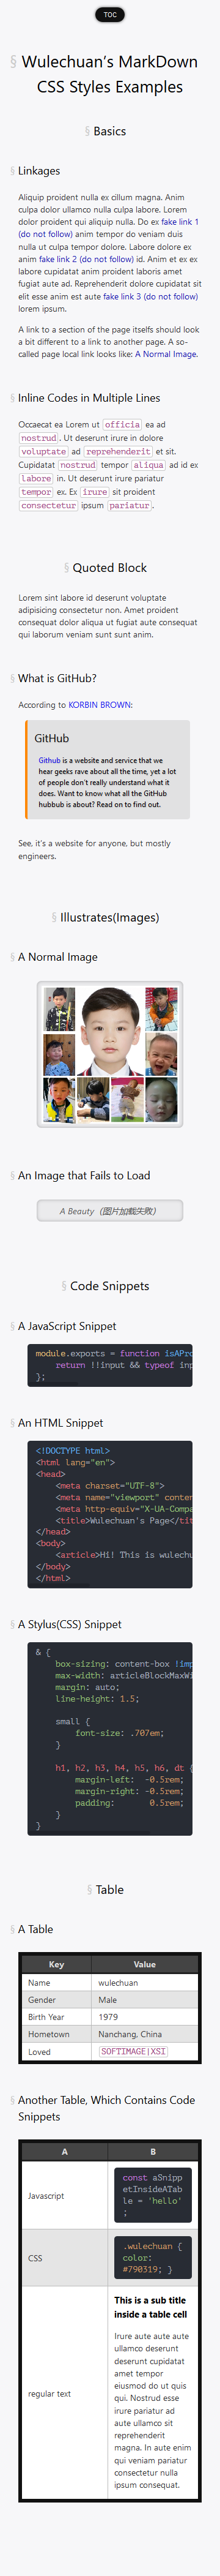 TOC
§ Wulechuan's MarkDown
CSS Styles Examples
§ Basics
§ Linkages
Aliquip proident nulla ex cillum magna. Anim
culpa dolor ullamco nulla culpa labore. Lorem
dolor proident qui aliquip nulla. Do ex fake link 1
(do not follow) anim tempor do veniam duis
nulla ut culpa tempor dolore. Labore dolore ex
anim fake link 2 (do not follow) id. Anim et ex ex
labore cupidatat anim proident laboris amet
fugiat aute ad. Reprehenderit dolore cupidatat sit
elit esse anim est aute fake link 3 (do not follow)
lorem ipsum.
A link to a section of the page itselfs should look
a bit different to a link to another page. A so-
called page local link looks like: A Normal Image.
§ Inline Codes in Multiple Lines
Occaecat ea Lorem ut officia ea ad
nostrud. Ut deserunt irure in dolore
voluptate ad reprehenderit et sit.
Cupidatat nostrud tempor aliqua ad id ex
labore in. Ut deserunt irure pariatur
tempor ex. Ex irure sit proident
consectetur ipsum pariatur.
§ Quoted Block
Lorem sint labore id deserunt voluptate
adipisicing consectetur non. Amet proident
consequat dolor aliqua ut fugiat aute consequat
qui laborum veniam sunt sunt anim.
§ What is GitHub?
According to KORBIN BROWN:
GitHub
Github is a website and service that we
hear geeks rave about all the time, yet a lot
of people don't really understand what it
does. Want to know what all the GitHub
hubbub is about? Read on to find out.
See, it's a website for anyone, but mostly
engineers.
§ Illustrates(Images)
§ A Normal Image
§ An Image that Fails to Load
A Beauty（图片加载失败）
§ Code Snippets
§ A JavaScript Snippet
module.exports = function isAPro
return !!input && typeof inp
};
§ An HTML Snippet
<!DOCTYPE html>
<html lang="en">
<head>
<meta charset="UTF-8">
<meta name="viewport" conten
<meta http-equiv="X-UA-Compa
<title>Wulechuan's Page</tit
</head>
<body>
<article>Hi! This is wulechu
</body>
</html>
§ A Stylus(CSS) Snippet
& {
box-sizing: content-box !imp
max-width: articleBlockMaxWi
margin: auto;
line-height: 1.5;
small {
font-size: .707em;
}
h1, h2, h3, h4, h5, h6, dt {
margin-left: -0.5rem;
margin-right: -0.5rem;
padding: 0.5rem;
}
}
§ Table
§ A Table
Key Value
Name wulechuan
Gender Male
Birth Year 1979
Hometown Nanchang, China
Loved SOFTIMAGE|XSI
§ Another Table, Which Contains Code
Snippets
A B
Javascript
const aSnipp
etInsideATab
le = 'hello'
;
CSS
.wulechuan {
color:
#790319; }
regular text
This is a sub title
inside a table cell
Irure aute aute aute
ullamco deserunt
deserunt cupidatat
amet tempor
eiusmod do ut quis
qui. Nostrud esse
irure pariatur ad
aute ullamco sit
reprehenderit
magna. In aute enim
qui veniam pariatur
consectetur nulla
ipsum consequat.